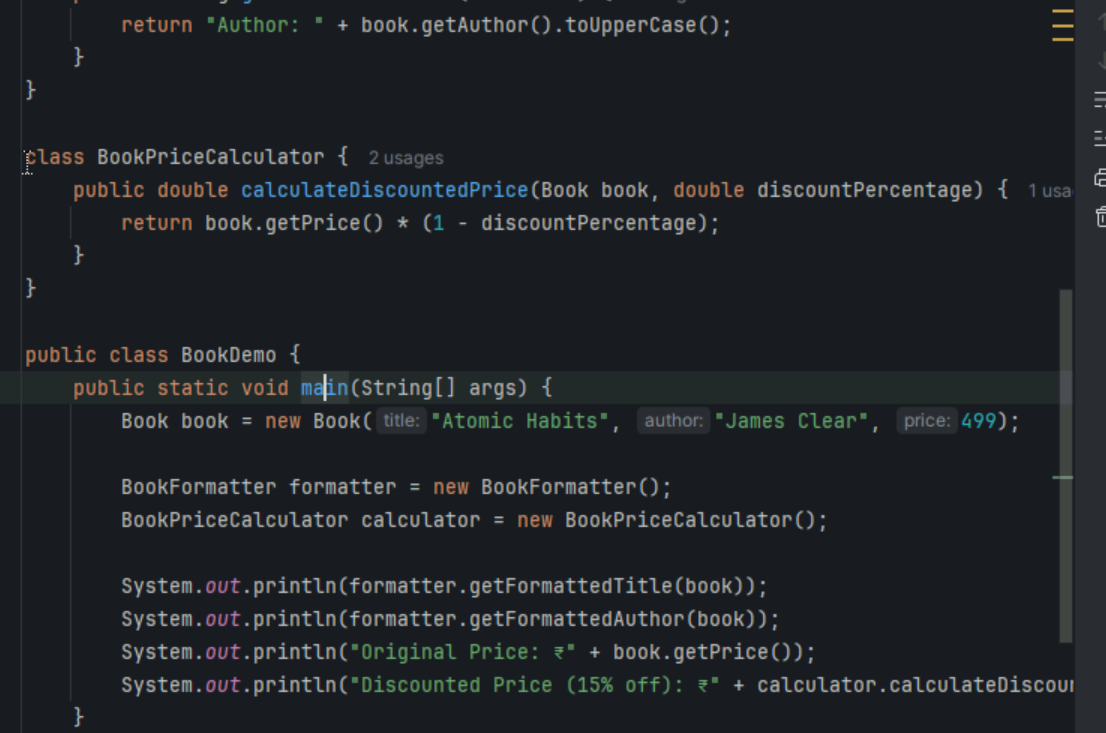 return "Author: " + book.getAuthor().toUpperCase();
}
}
class BookPriceCalculator { 2 usages
public double calculateDiscountedPrice(Book book, double discountPercentage) { 1 usa
return book.getPrice() * (1 - discountPercentage);
}
}
public class BookDemo {
public static void main(String[] args) {
Book book = new Book( title: "Atomic Habits", author: "James Clear", price: 499);
BookFormatter formatter = new BookFormatter();
BookPriceCalculator calculator = new BookPriceCalculator();
System.out.println(formatter.getFormattedTitle(book));
System.out.println(formatter.getFormattedAuthor(book));
System.out.println("Original Price: ₹" + book.getPrice());
System.out.println("Discounted Price (15% off): ₹" + calculator.calculateDiscou
}